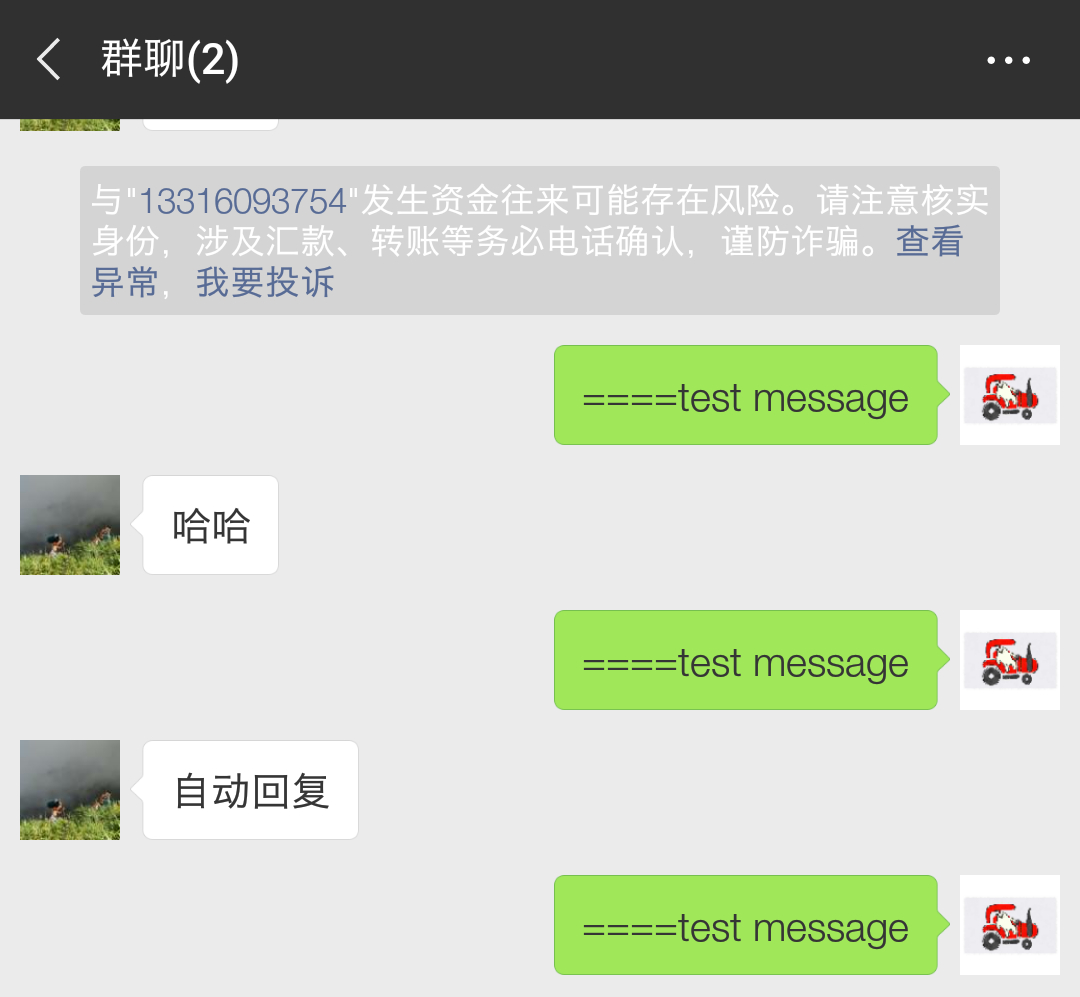 群聊(2)
与"13316093754"发生资金往来可能存在风险。请注意核实
身份，涉及汇款、转账等务必电话确认，谨防诈骗。查看
异常，我要投诉
====test message
哈哈
====test message
自动回复
====test message